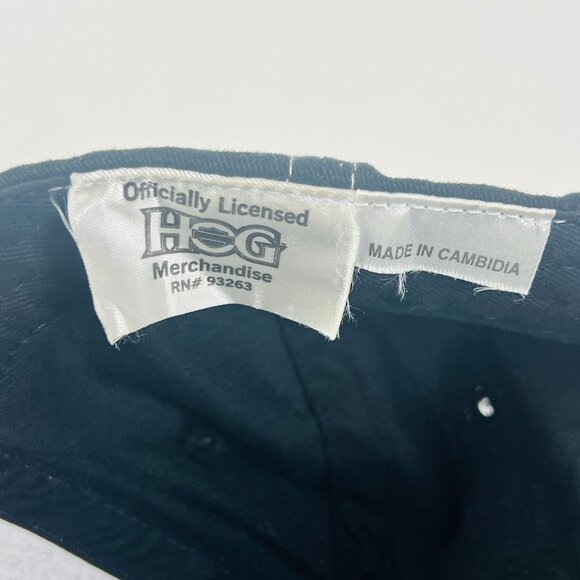 Officially Licensed
HOG
Merchandise
RN# 93263
MADE IN CAMBIDIA